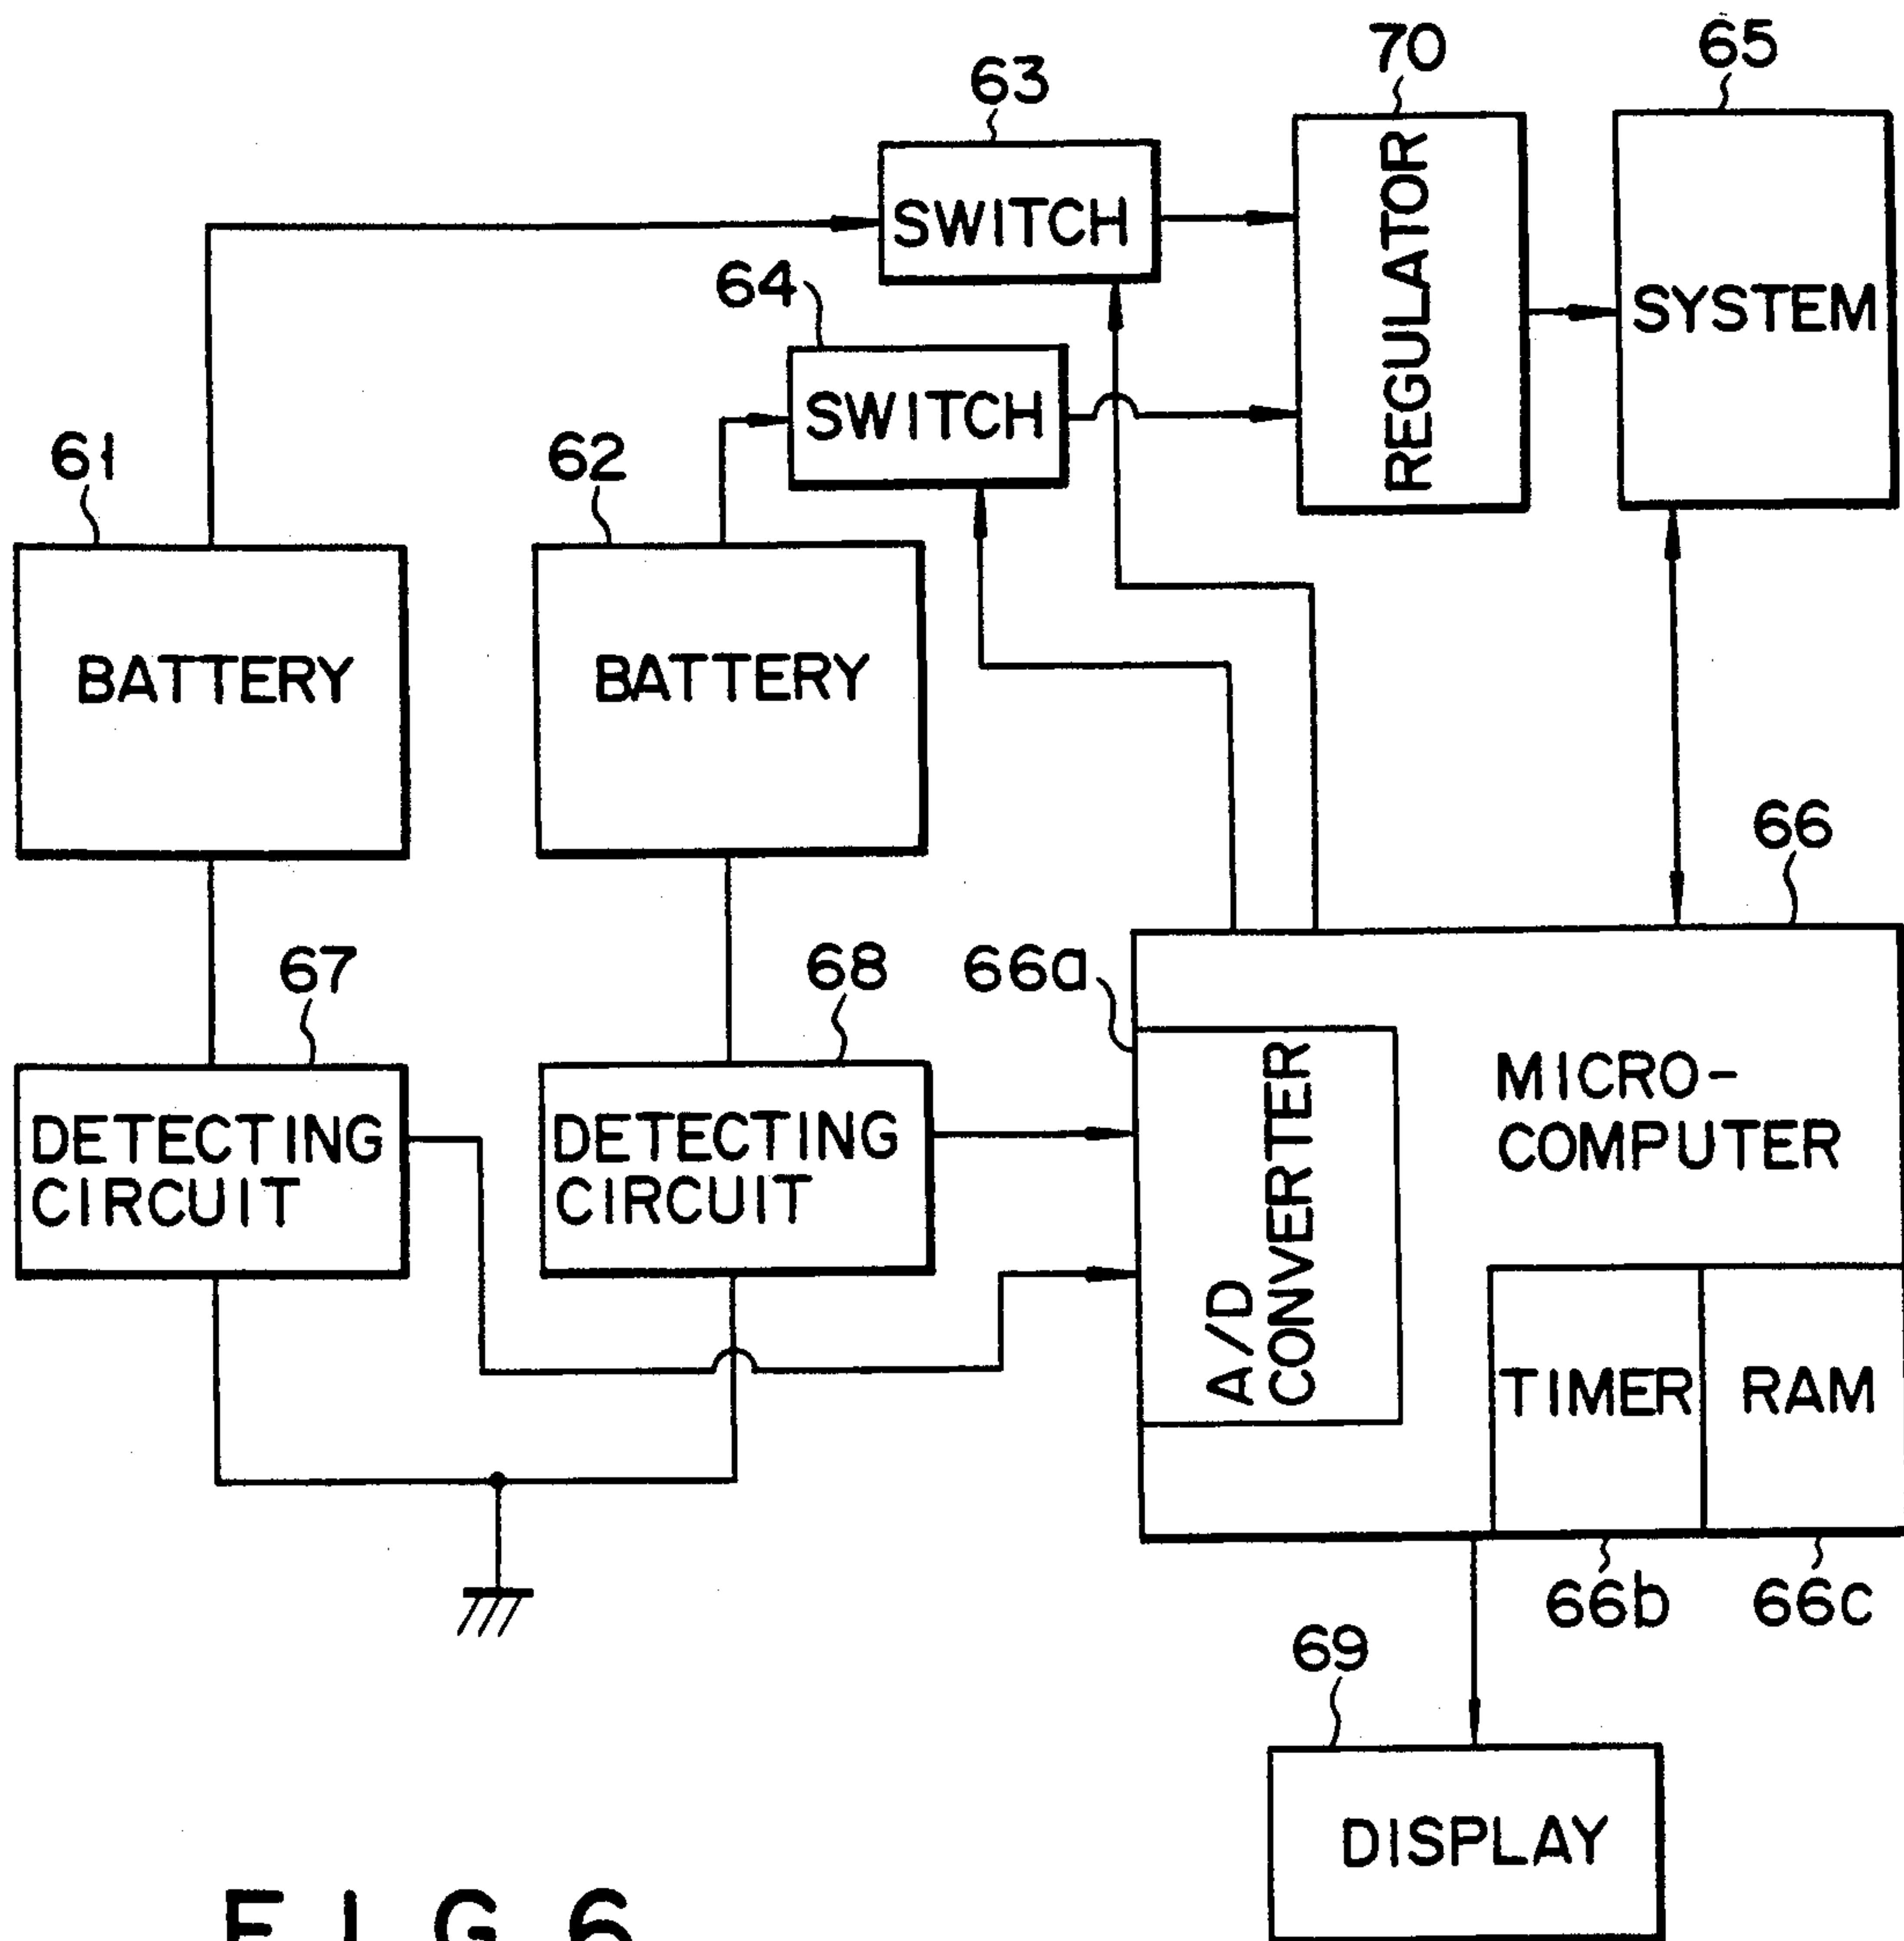 70
65
63
SWITCH
REGULATOR
SYSTEM
64
SWITCH
61
62
BATTERY
BATTERY
66
67
68
66a
MICRO-
COMPUTER
DETECTING
CIRCUIT
DETECTING
CIRCUIT
A/D
CONVERTER
TIMER
RAM
66b
66c
69
DISPLAY
FIG 6